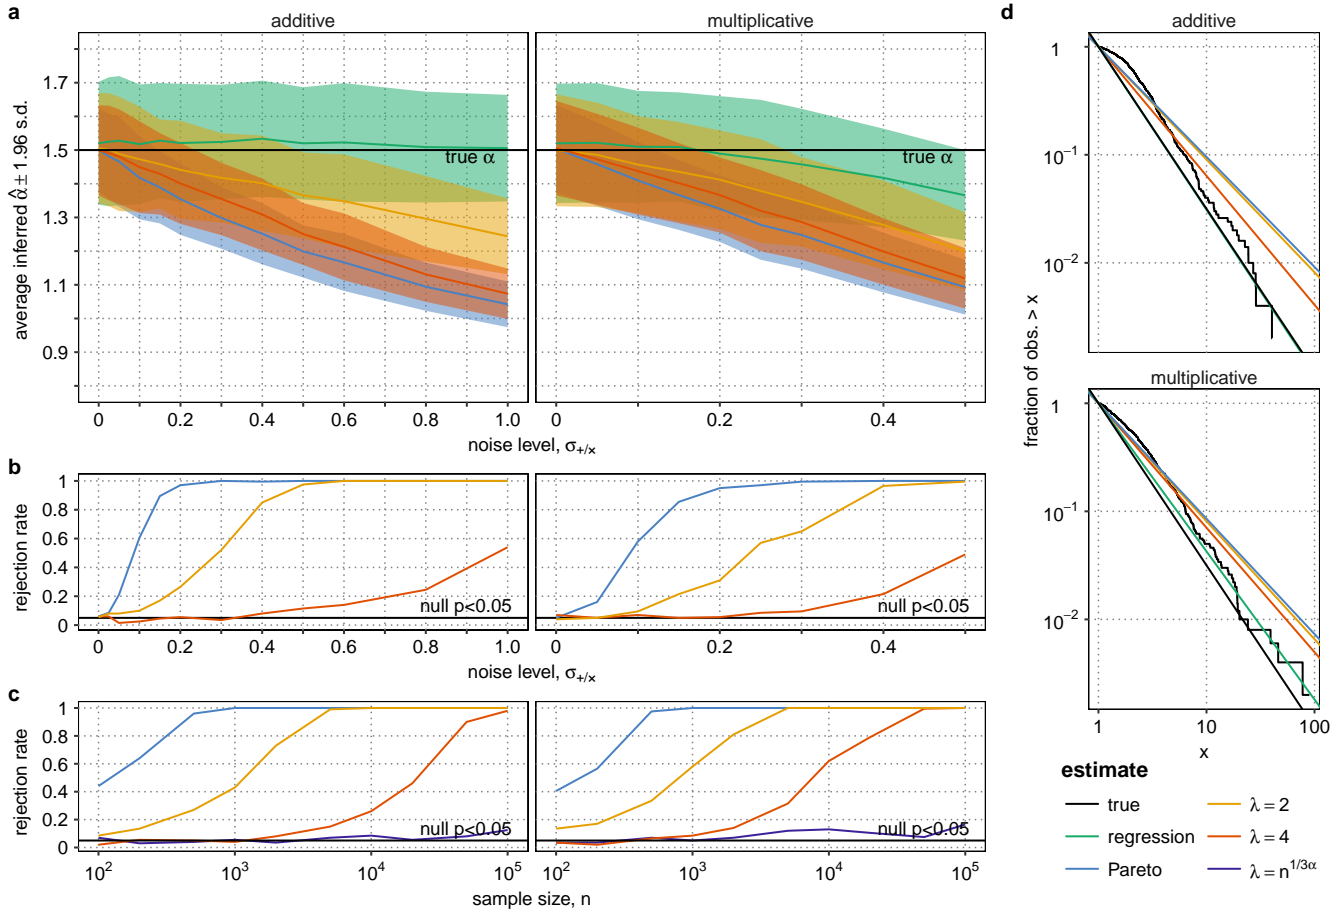 a
additive
multiplicative
average inferred α̂ ± 1.96 s.d.
1.7
1.5
1.3
1.1
0.9
true α
true α
0
0.2
0.4
0.6
0.8
1.0
0
0.2
0.4
noise level, σ+/×
b
rejection rate
1
0.8
0.6
0.4
0.2
0
null p<0.05
null p<0.05
0
0.2
0.4
0.6
0.8
1.0
0
0.2
0.4
noise level, σ+/×
c
rejection rate
1
0.8
0.6
0.4
0.2
0
null p<0.05
null p<0.05
10²
10³
10⁴
10⁵
10²
10³
10⁴
10⁵
sample size, n
d
additive
fraction of obs. > x
1
10⁻¹
10⁻²
multiplicative
1
10⁻¹
10⁻²
1
10
100
x
estimate
true
regression
Pareto
λ = 2
λ = 4
λ = n^1/3α